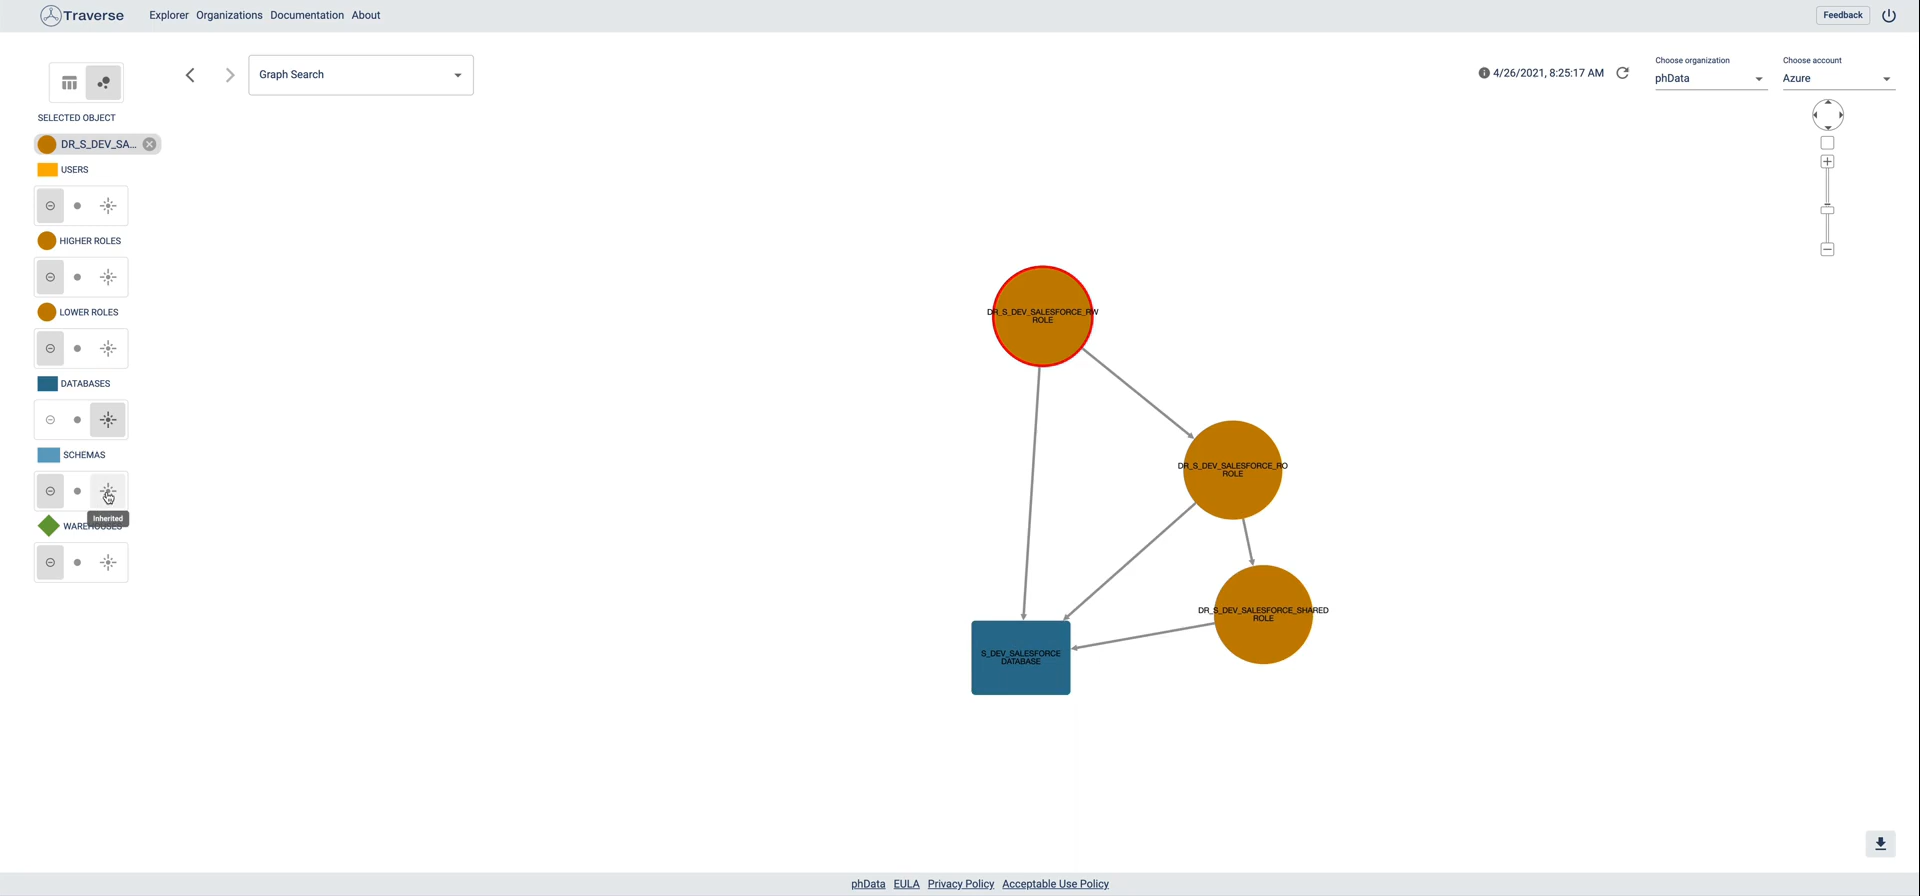 Traverse
Explorer Organizations Documentation About
Feedback
Graph Search
4/26/2021, 8:25:17 AM
Choose organization
phData
Choose account
Azure
SELECTED OBJECT
DR_S_DEV_SA...
USERS
HIGHER ROLES
LOWER ROLES
DATABASES
SCHEMAS
Inherited
WAREHOUSES
DR_S_DEV_SALESFORCE_RW
ROLE
DR_S_DEV_SALESFORCE_RO
ROLE
DR_S_DEV_SALESFORCE_SHARED
ROLE
S_DEV_SALESFORCE
DATABASE
phData EULA Privacy Policy Acceptable Use Policy